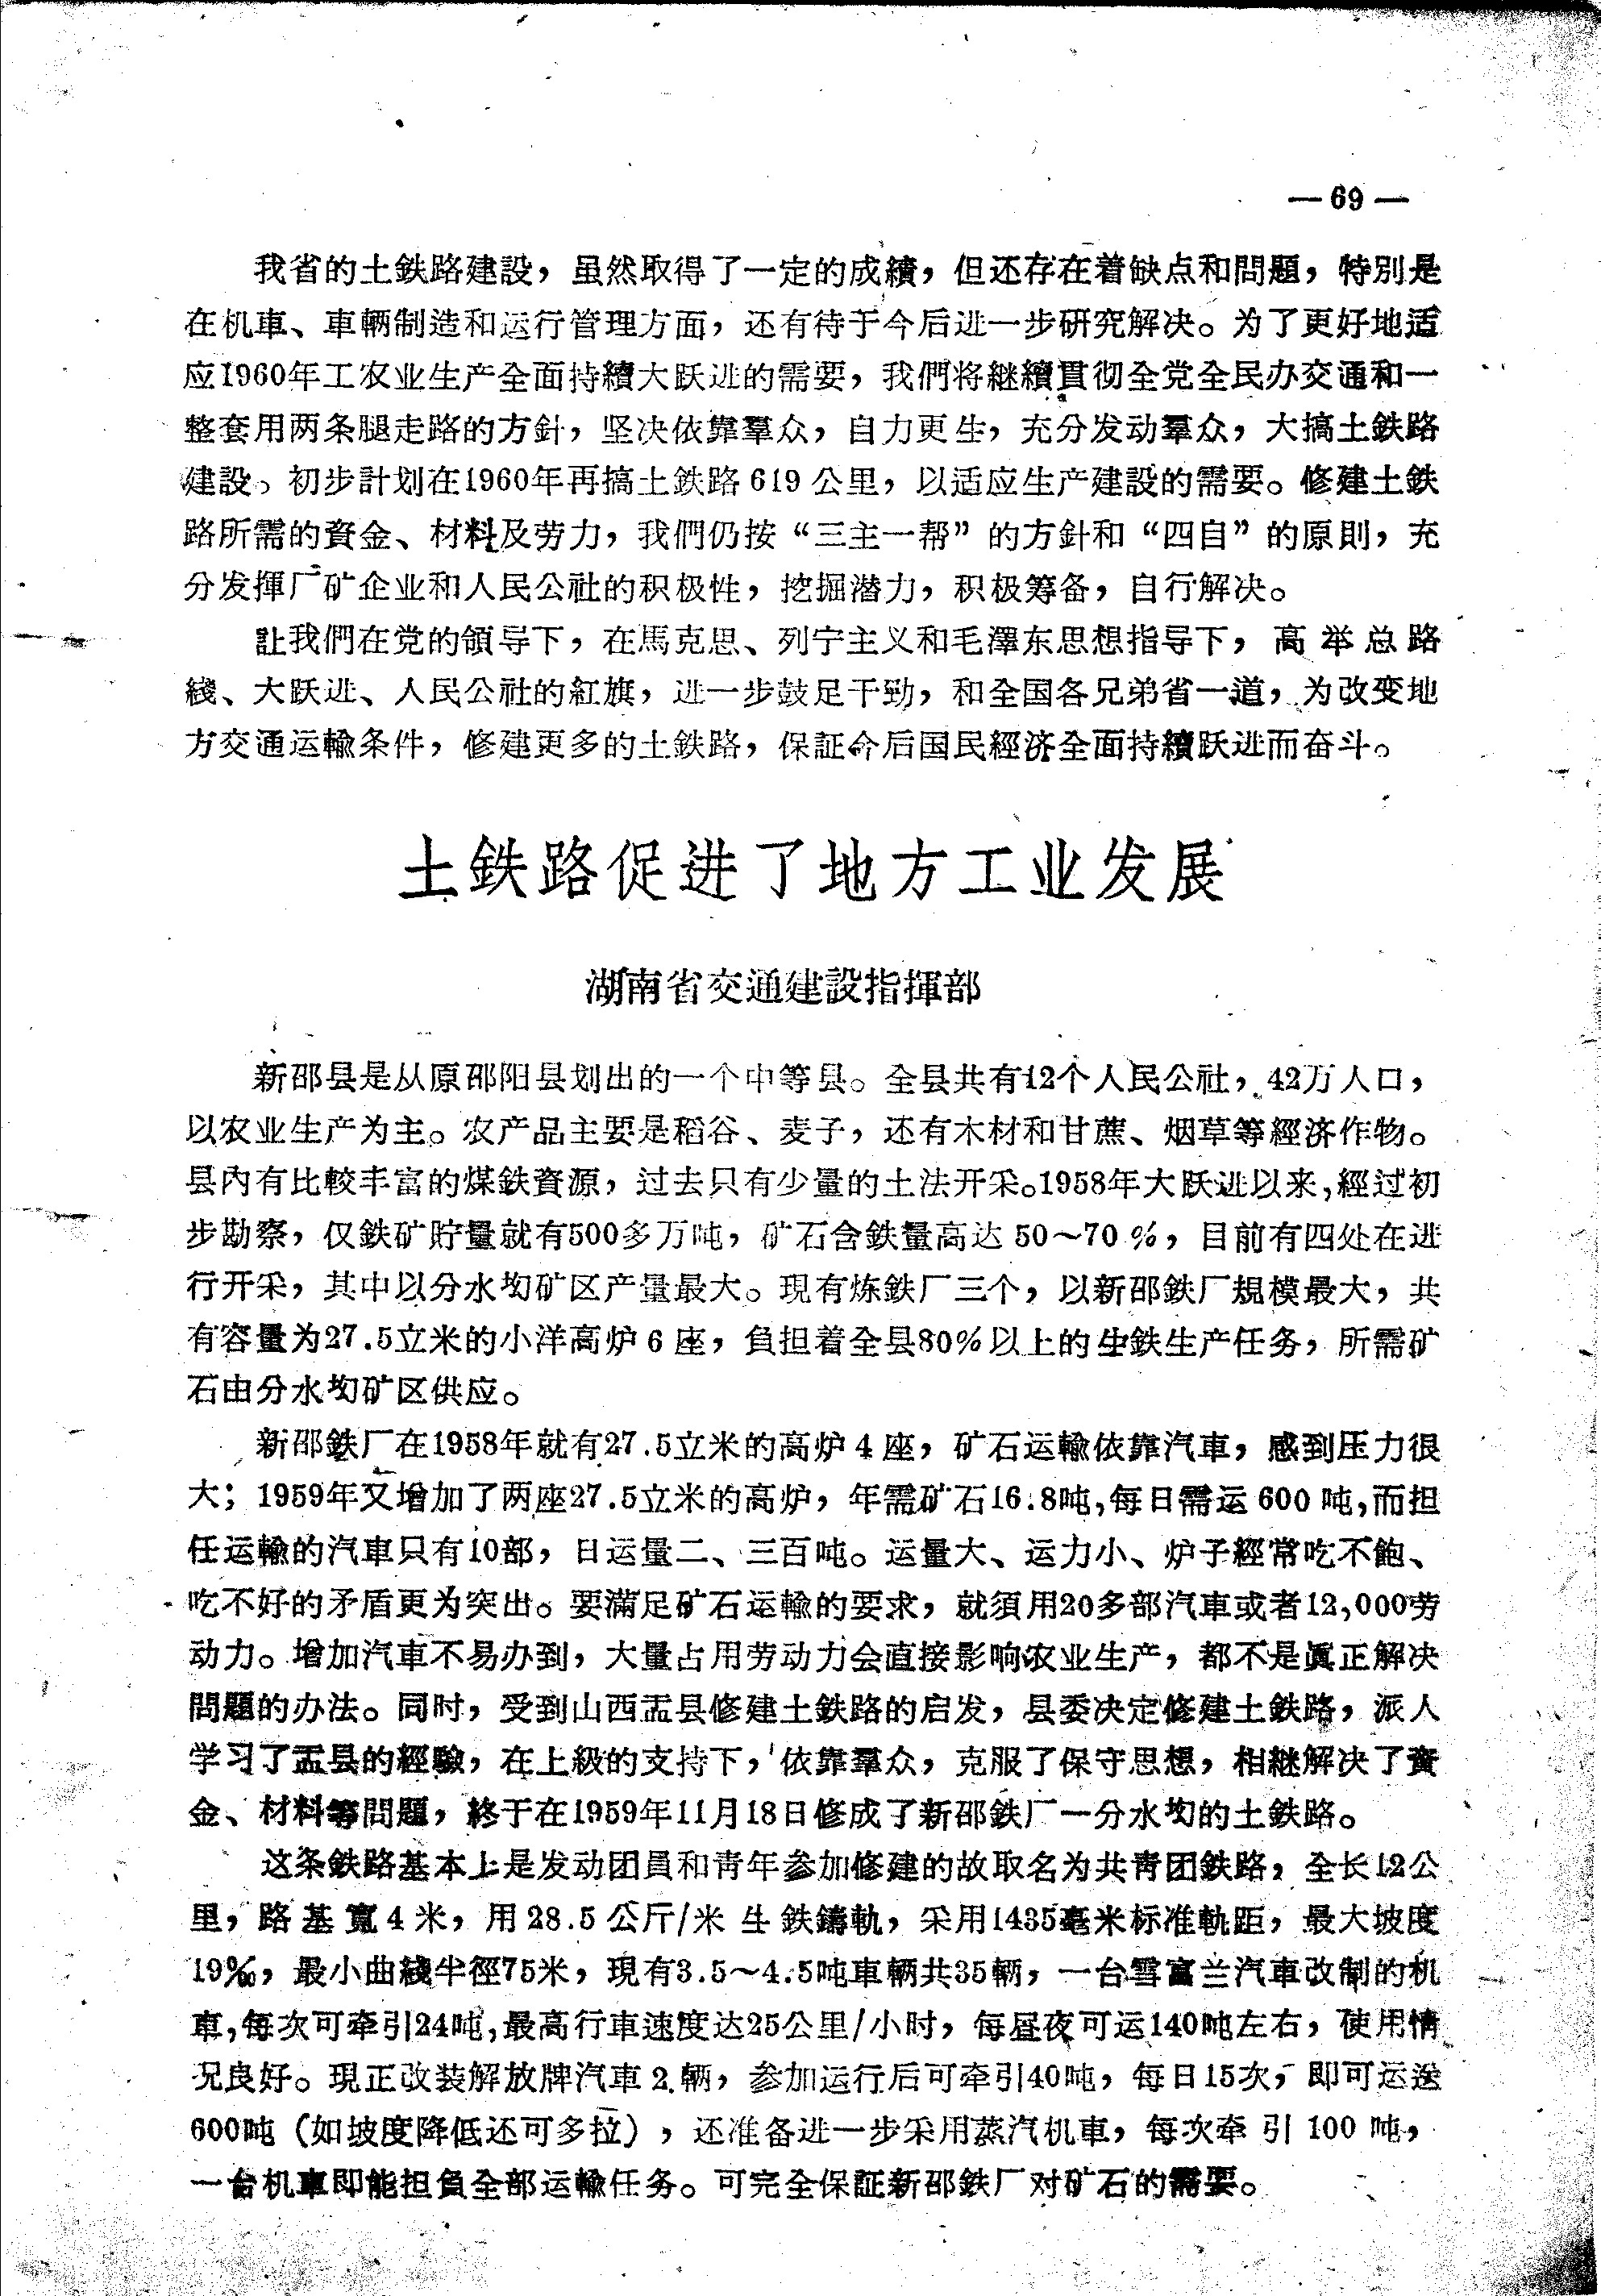 —69—
我省的土鉄路建設，虽然取得了一定的成績，但还存在着缺点和問題，特別是
在机車、車輛制造和运行管理方面，还有待于今后进一步研究解决。为了更好地适
应1960年工农业生产全面持續大跃进的需要，我們将継續貫彻全党全民办交通和一
整套用两条腿走路的方針，坚决依靠羣众，自力更生，充分发动羣众，大搞土鉄路
建設。初步計划在1960年再搞土鉄路619公里，以适应生产建設的需要。修建土鉄
路所需的資金、材料及劳力，我們仍按“三主一帮”的方針和“四自”的原則，充
分发揮厂矿企业和人民公社的积极性，挖掘潜力，积极筹备，自行解决。
让我們在党的領导下，在馬克思、列宁主义和毛澤东思想指导下，高举总路
綫、大跃进、人民公社的紅旗，进一步鼓足干勁，和全国各兄弟省一道，为改变地
方交通运輸条件，修建更多的土鉄路，保証今后国民經济全面持續跃进而奋斗。
土鉄路促进了地方工业发展
湖南省交通建設指揮部
新邵县是从原邵阳县划出的一个中等县。全县共有12个人民公社，42万人口，
以农业生产为主。农产品主要是稻谷、麦子，还有木材和甘蔗、烟草等經济作物。
县內有比較丰富的煤鉄資源，过去只有少量的土法开采。1958年大跃进以来，經过初
步勘察，仅鉄矿貯量就有500多万吨，矿石含鉄量高达50～70％，目前有四处在进
行开采，其中以分水坳矿区产量最大。現有炼鉄厂三个，以新邵鉄厂規模最大，共
有容量为27.5立米的小洋高炉6座，負担着全县80％以上的生鉄生产任务，所需矿
石由分水坳矿区供应。
新邵鉄厂在1958年就有27.5立米的高炉4座，矿石运輸依靠汽車，感到压力很
大；1959年又增加了两座27.5立米的高炉，年需矿石16.8吨，每日需运600吨，而担
任运輸的汽車只有10部，日运量二、三百吨。运量大、运力小、炉子經常吃不飽、
吃不好的矛盾更为突出。要滿足矿石运輸的要求，就須用20多部汽車或者12,000劳
动力。增加汽車不易办到，大量占用劳动力会直接影响农业生产，都不是眞正解决
問題的办法。同时，受到山西盂县修建土鉄路的启发，县委决定修建土鉄路，派人
学习了盂县的經驗，在上級的支持下，依靠羣众，克服了保守思想，相継解决了資
金、材料等問題，終于在1959年11月18日修成了新邵鉄厂—分水坳的土鉄路。
这条鉄路基本上是发动团員和靑年参加修建的故取名为共靑团鉄路，全长12公
里，路基寬4米，用28.5公斤/米生鉄鑄軌，采用1435毫米标准軌距，最大坡度
19‰，最小曲綫半徑75米，現有3.5～4.5吨車輛共35輛，一台雪富兰汽車改制的机
車，每次可牵引24吨，最高行車速度达25公里/小时，每昼夜可运140吨左右，使用情
况良好。現正改装解放牌汽車2輛，参加运行后可牵引40吨，每日15次，即可运送
600吨（如坡度降低还可多拉），还准备进一步采用蒸汽机車，每次牵引100吨，
一台机車即能担負全部运輸任务。可完全保証新邵鉄厂对矿石的需要。